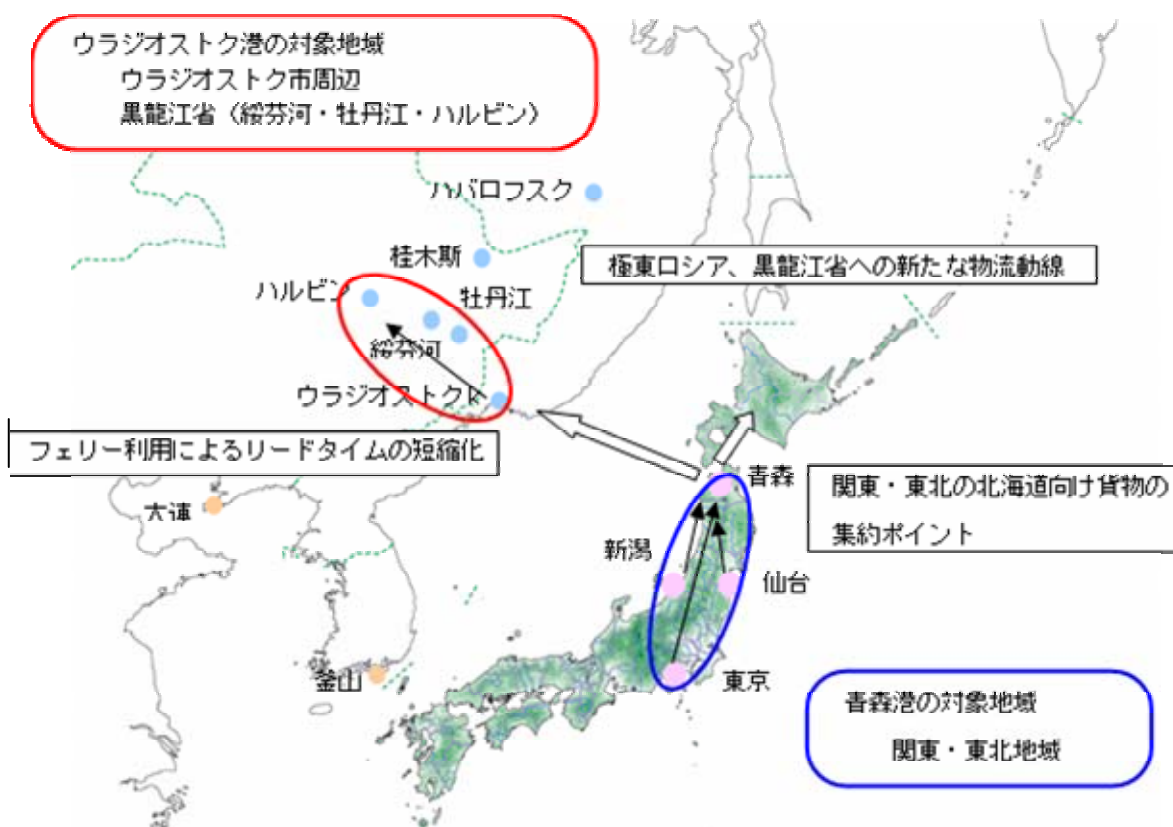 ウラジオストク港の対象地域
ウラジオストク市周辺
黒龍江省（綏芬河・牡丹江・ハルビン）
ハバロフスク
桂木斯
極東ロシア、黒龍江省への新たな物流動線
ハルビン
牡丹江
綏芬河
ウラジオストク
フェリー利用によるリードタイムの短縮化
青森
関東・東北の北海道向け貨物の
集約ポイント
大連
新潟
仙台
釜山
東京
青森港の対象地域
関東・東北地域